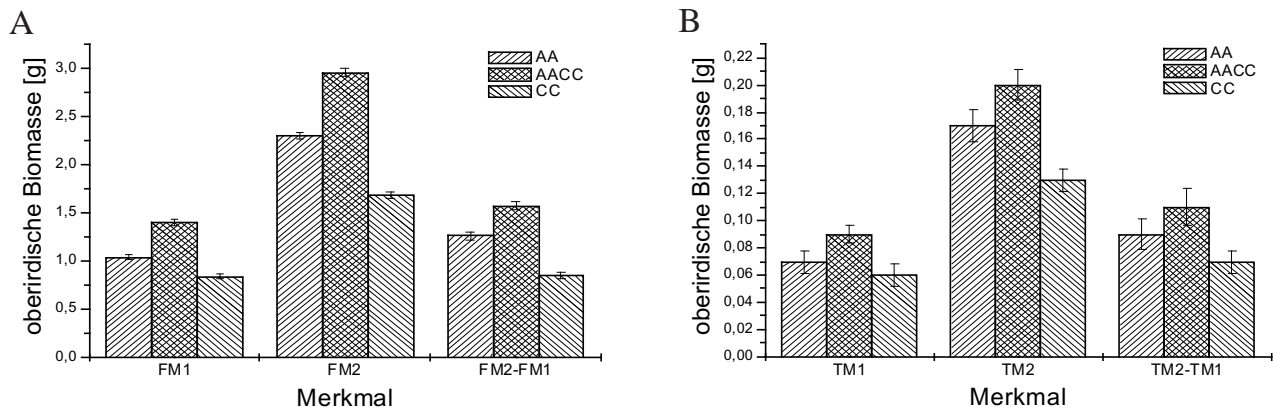 A
oberirdische Biomasse [g]
3,0
2,5
2,0
1,5
1,0
0,5
0,0
AA
AACC
CC
FM1
FM2
FM2-FM1
Merkmal
B
oberirdische Biomasse [g]
0,22
0,20
0,18
0,16
0,14
0,12
0,10
0,08
0,06
0,04
0,02
0,00
AA
AACC
CC
TM1
TM2
TM2-TM1
Merkmal